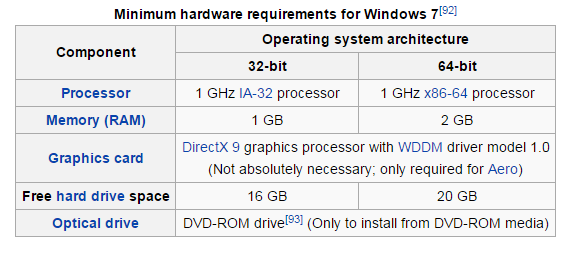 Minimum hardware requirements for Windows 7[92]
Component
Operating system architecture
32-bit 64-bit
Processor 1 GHz IA-32 processor 1 GHz x86-64 processor
Memory (RAM) 1 GB 2 GB
Graphics card
DirectX 9 graphics processor with WDDM driver model 1.0
(Not absolutely necessary; only required for Aero)
Free hard drive space 16 GB 20 GB
Optical drive DVD-ROM drive[93] (Only to install from DVD-ROM media)